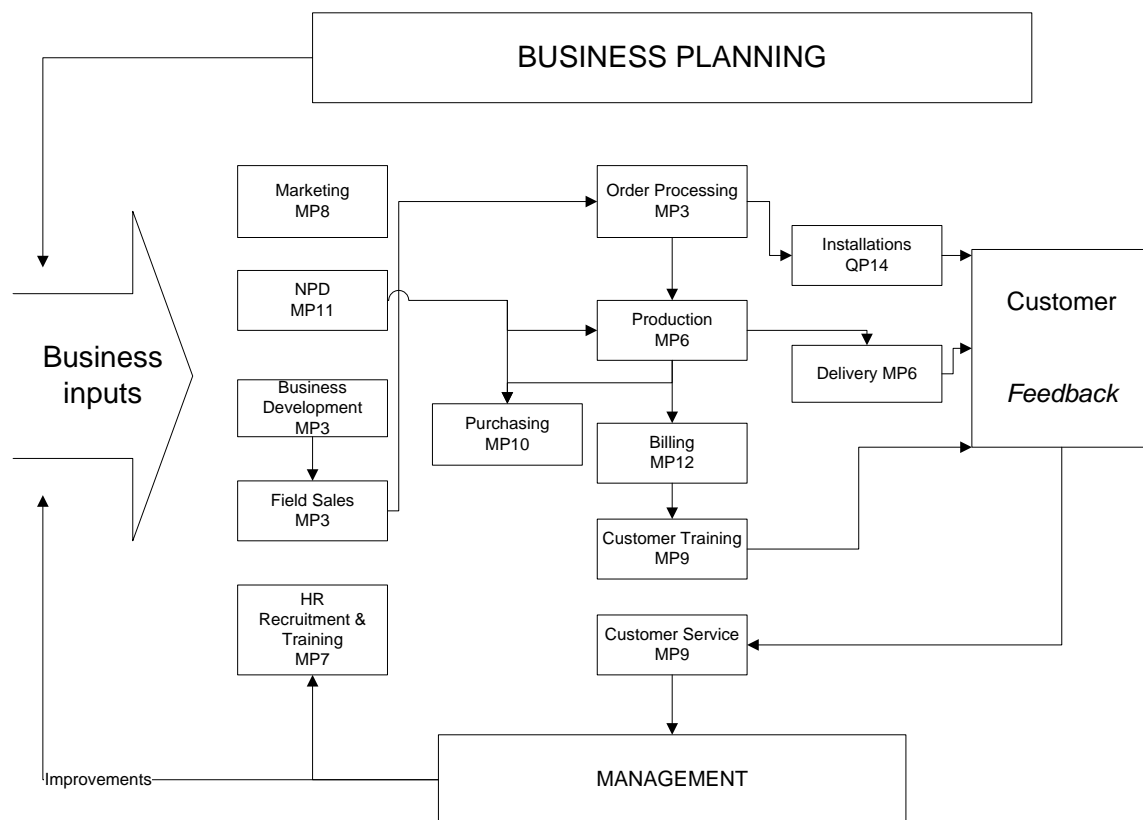 BUSINESS PLANNING
Marketing
MP8
Order Processing
MP3
Installations
QP14
NPD
MP11
Production
MP6
Customer
Feedback
Business
inputs
Delivery MP6
Business
Development
MP3
Purchasing
MP10
Billing
MP12
Field Sales
MP3
Customer Training
MP9
HR
Recruitment &
Training
MP7
Customer Service
MP9
Improvements
MANAGEMENT